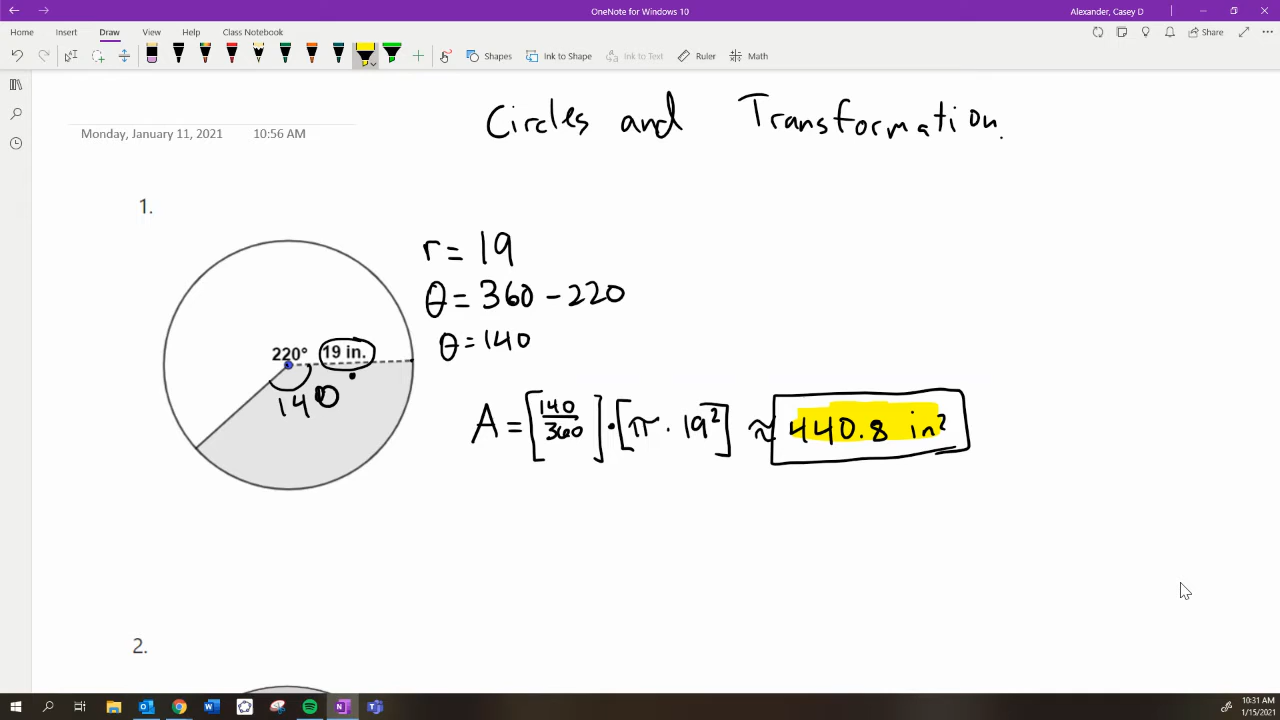 OneNote for Windows 10
Alexander, Casey D
Home Insert Draw View Help Class Notebook
Share
Shapes Ink to Shape Ink to Text Ruler Math
Circles and Transformation.
Monday, January 11, 2021 10:56 AM
1.
r = 19
θ = 360 - 220
θ = 140
220° 19 in.
140
A = [140/360] · [π · 19²] ≈ 440.8 in²
2.
10:31 AM
1/15/2021